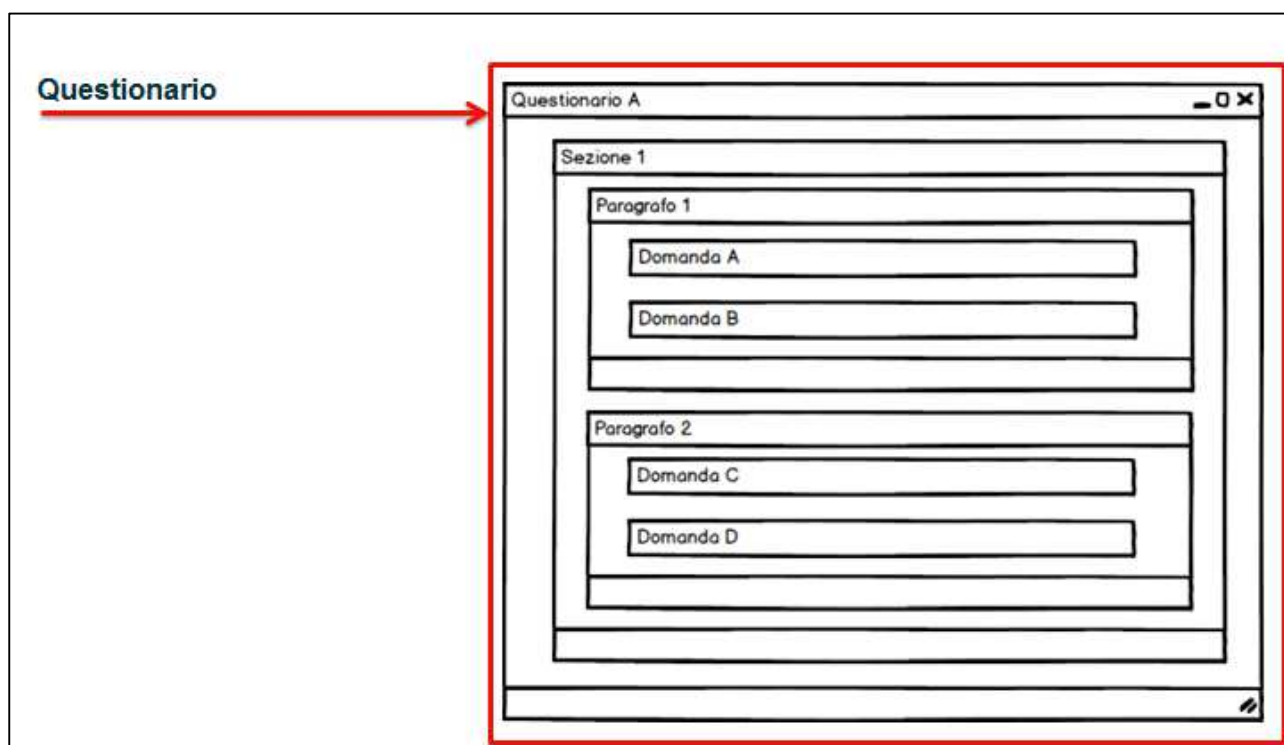 Questionario
Questionario A
Sezione 1
Paragrafo 1
Domanda A
Domanda B
Paragrafo 2
Domanda C
Domanda D